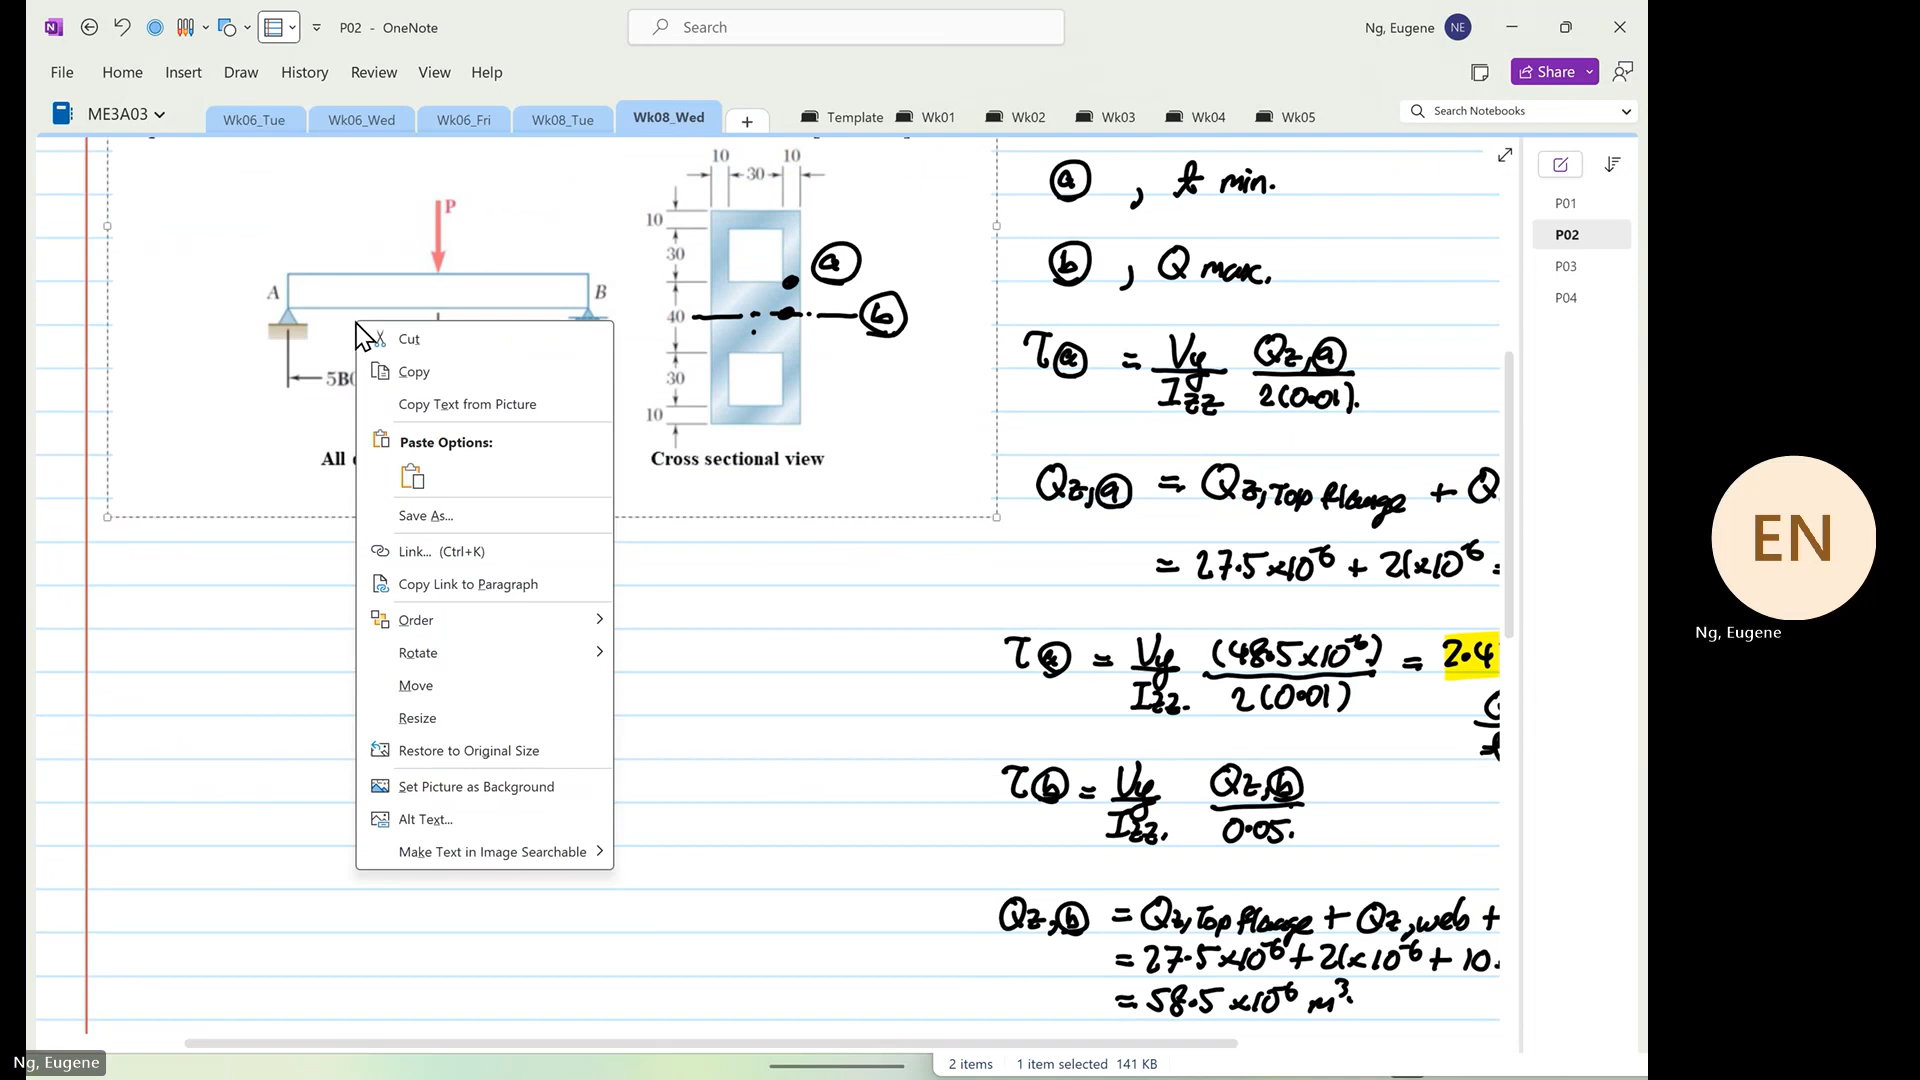 P02 - OneNote
Search
Ng, Eugene
NE
File Home Insert Draw History Review View Help
Share
ME3A03
Wk06_Tue
Wk06_Wed
Wk06_Fri
Wk08_Tue
Wk08_Wed
+
Template
Wk01
Wk02
Wk03
Wk04
Wk05
Search Notebooks
P01
P02
P03
P04
P
A
B
10
10
30
10
30
40
30
10
a
b
Cross sectional view
Cut
Copy
Copy Text from Picture
Paste Options:
Save As...
Link... (Ctrl+K)
Copy Link to Paragraph
Order
Rotate
Move
Resize
Restore to Original Size
Set Picture as Background
Alt Text...
Make Text in Image Searchable
ⓐ, t min.
ⓑ, Q max.
τⓐ = Vy/Izz Qz,ⓐ/2(0.01).
Qz,ⓐ = Qz,Top flange + Q
= 27.5×10⁻⁶ + 21×10⁻⁶ =
τⓐ = Vy/Izz. (48.5×10⁻⁶)/2(0.01) = 2.4
τⓑ = Vy/Izz. Qz,ⓑ/0.05.
Qz,ⓑ = Qz,Top flange + Qz,web +
= 27.5×10⁻⁶ + 21×10⁻⁶ + 10.
= 58.5×10⁻⁶ m³.
EN
Ng, Eugene
Ng, Eugene
2 items 1 item selected 141 KB